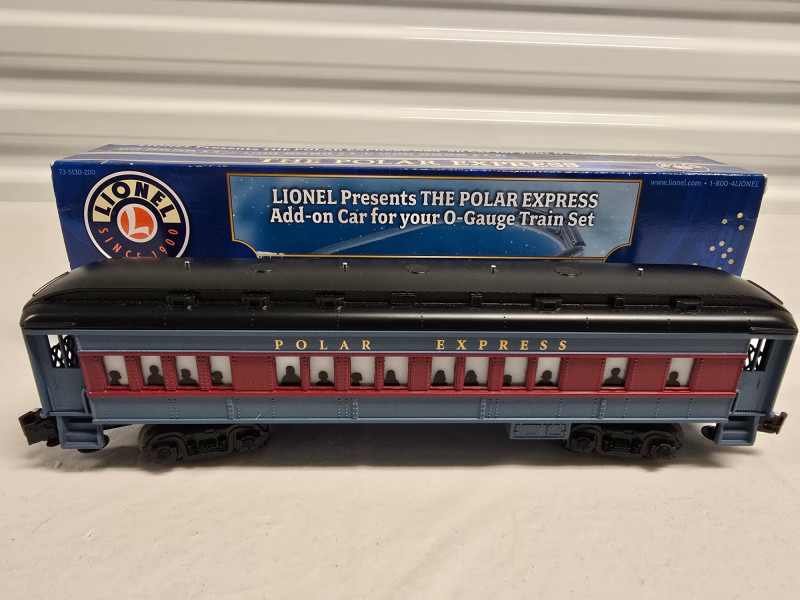 THE POLAR EXPRESS
73-5130-200
www.lionel.com • 1-800-4LIONEL
LIONEL
L
SINCE 1900
LIONEL Presents THE POLAR EXPRESS
Add-on Car for your O-Gauge Train Set
POLAR EXPRESS